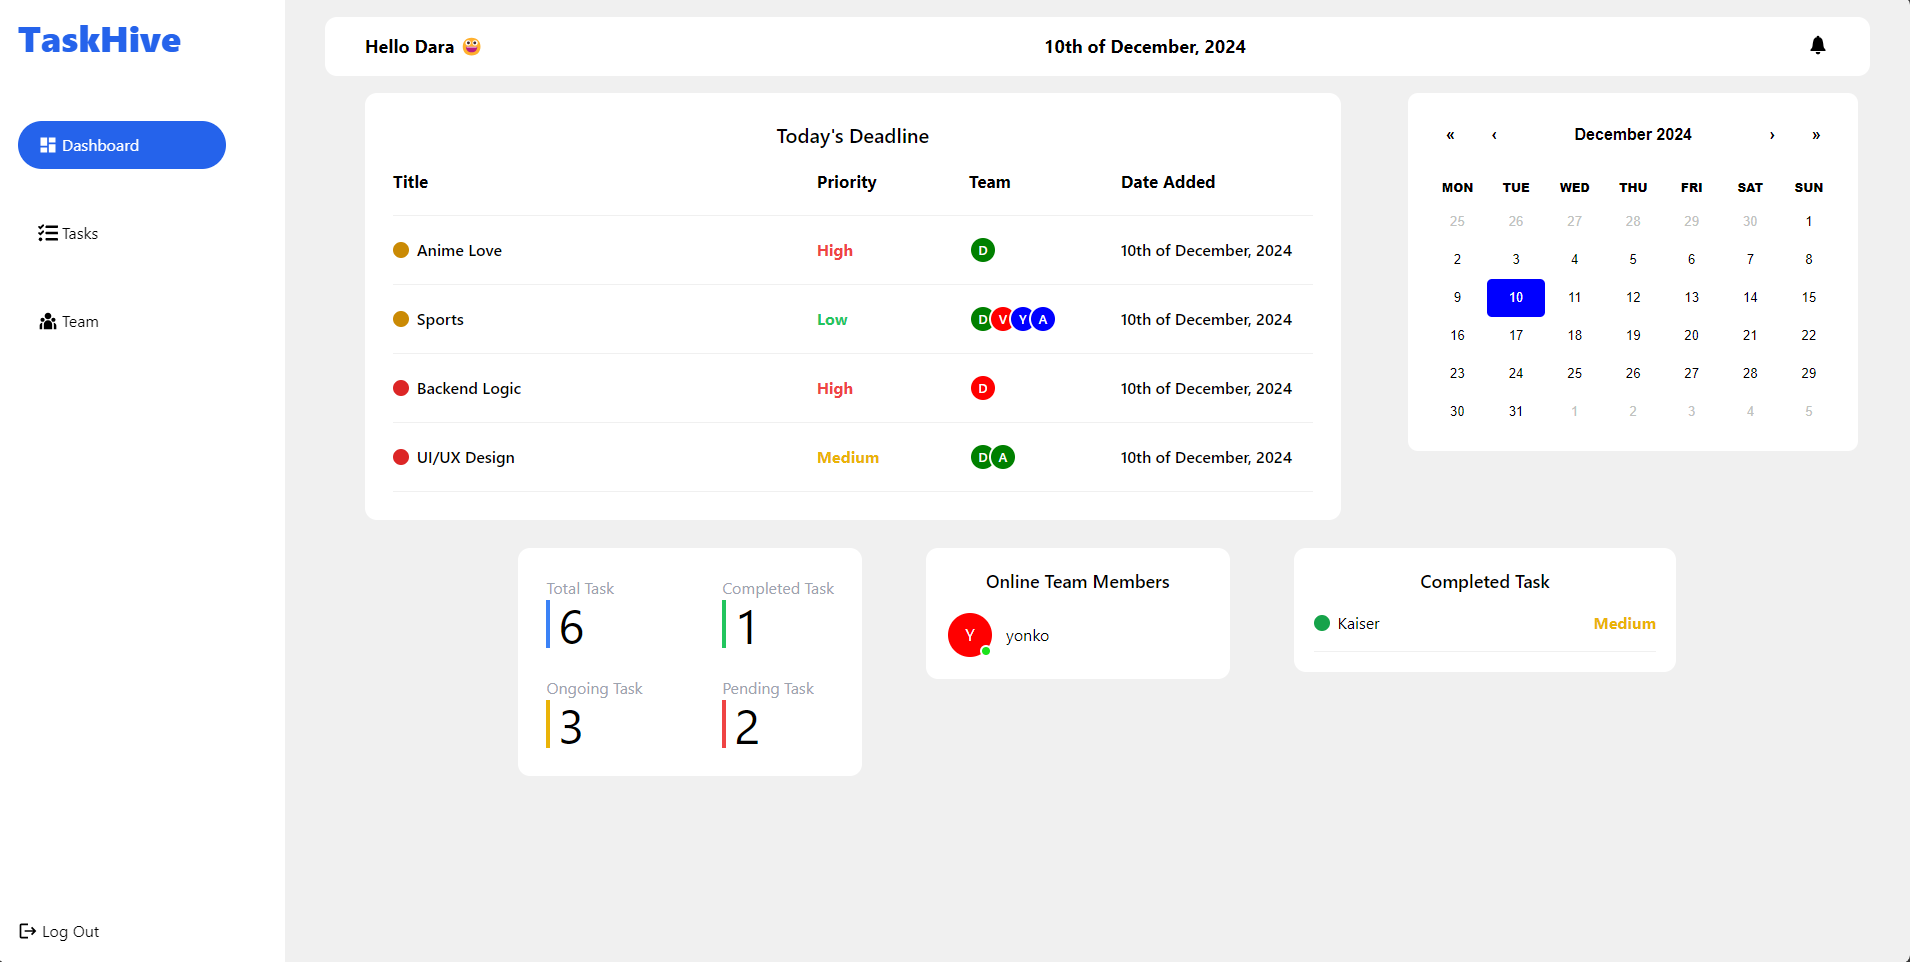 TaskHive
Dashboard
Tasks
Team
Log Out
Hello Dara 😀
10th of December, 2024
Today's Deadline
Title Priority Team Date Added
Anime Love High D 10th of December, 2024
Sports Low D V Y A 10th of December, 2024
Backend Logic High D 10th of December, 2024
UI/UX Design Medium D A 10th of December, 2024
« ‹ December 2024 › »
MON TUE WED THU FRI SAT SUN
25 26 27 28 29 30 1
2 3 4 5 6 7 8
9 10 11 12 13 14 15
16 17 18 19 20 21 22
23 24 25 26 27 28 29
30 31 1 2 3 4 5
Total Task Completed Task
6 1
Ongoing Task Pending Task
3 2
Online Team Members
Y yonko
Completed Task
Kaiser Medium